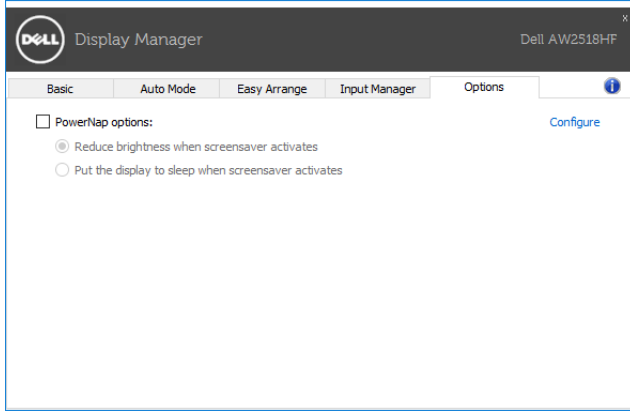 DELL Display Manager Dell AW2518HF x
Basic Auto Mode Easy Arrange Input Manager Options i
PowerNap options: Configure
Reduce brightness when screensaver activates
Put the display to sleep when screensaver activates